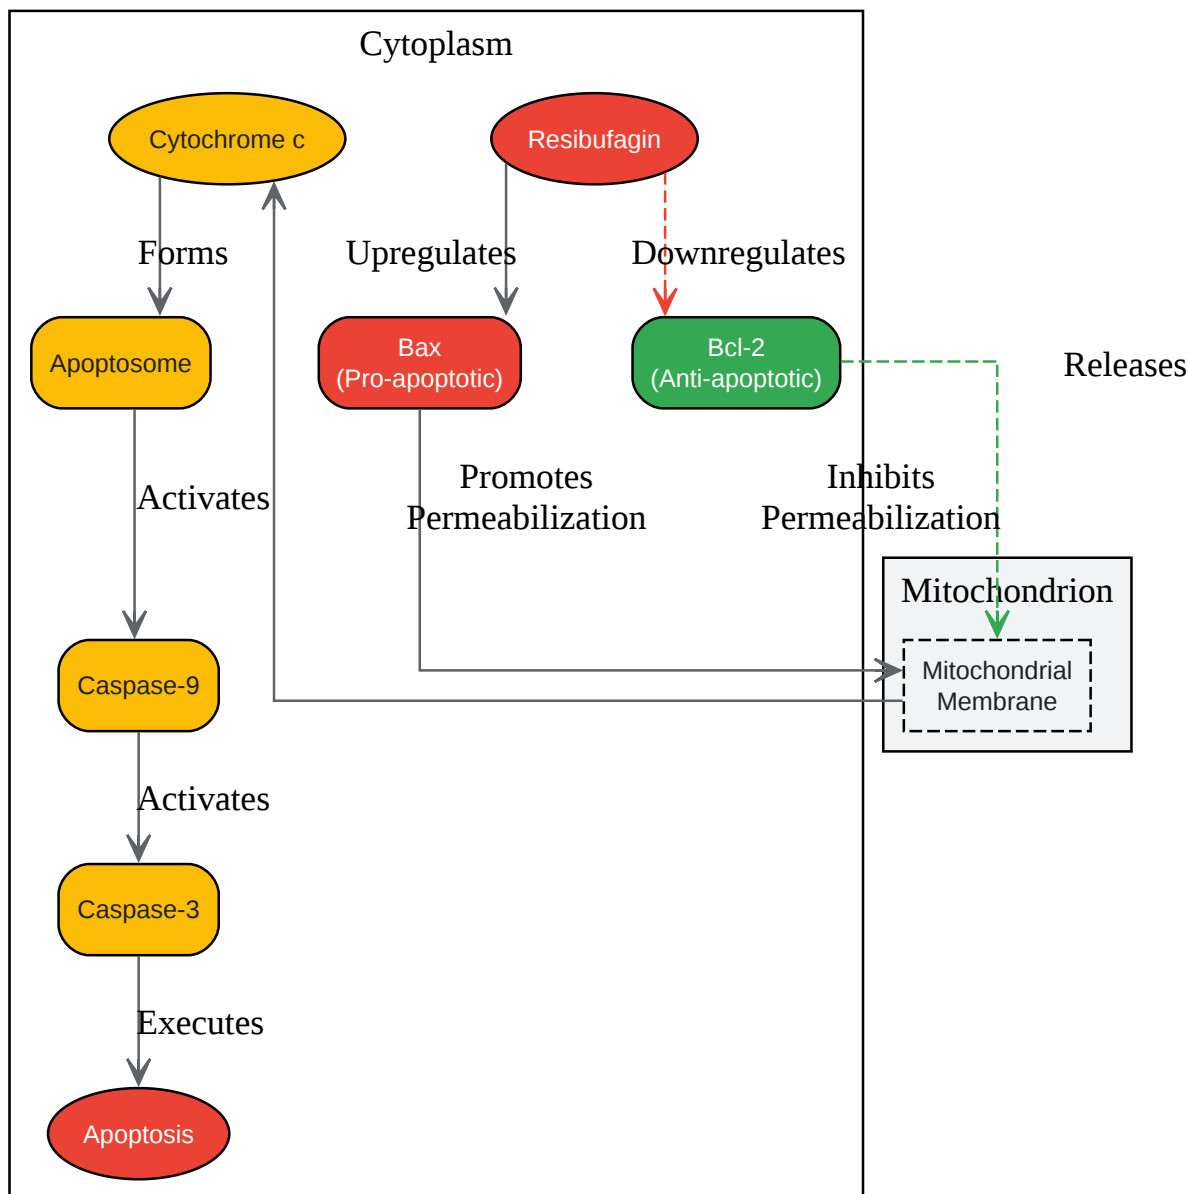 Cytoplasm
Cytochrome c
Resibufagin
Forms
Upregulates
Downregulates
Apoptosome
Bax
(Pro-apoptotic)
Bcl-2
(Anti-apoptotic)
Releases
Activates
Promotes
Permeabilization
Inhibits
Permeabilization
Mitochondrion
Caspase-9
Mitochondrial
Membrane
Activates
Caspase-3
Executes
Apoptosis